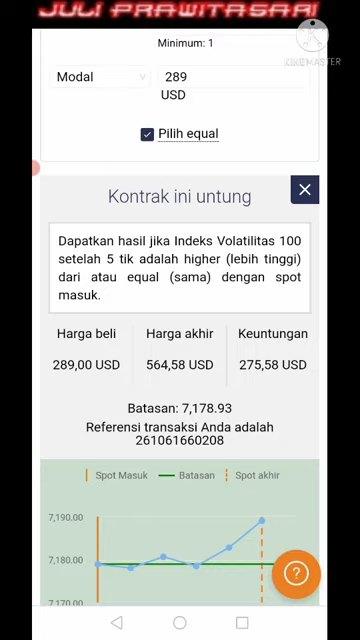 JULI PRAWITASARI
Minimum: 1
KINEMASTER
Modal
289
USD
Pilih equal
Kontrak ini untung
Dapatkan hasil jika Indeks Volatilitas 100
setelah 5 tik adalah higher (lebih tinggi)
dari atau equal (sama) dengan spot
masuk.
Harga beli Harga akhir Keuntungan
289,00 USD 564,58 USD 275,58 USD
Batasan: 7,178.93
Referensi transaksi Anda adalah
261061660208
Spot Masuk Batasan Spot akhir
7,190.00
7,180.00
7,170.00
?